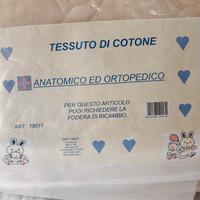 TESSUTO DI COTONE
ANATOMICO ED ORTOPEDICO
PER QUESTO ARTICOLO
PUOI RICHIEDERE LA
FODERA DI RICAMBIO.
ART. 19011